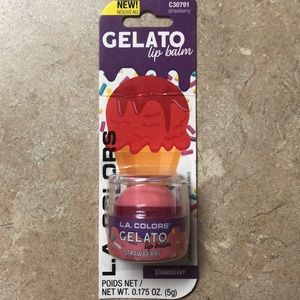 NEW!
NOUVEAU
C30791
strawberry
GELATO
lip balm
L.A. COLORS
L.A. COLORS
GELATO
lip balm
STRAWBERRY
STRAWBERRY
POIDS NET /
NET WT. 0.175 OZ. (5g)